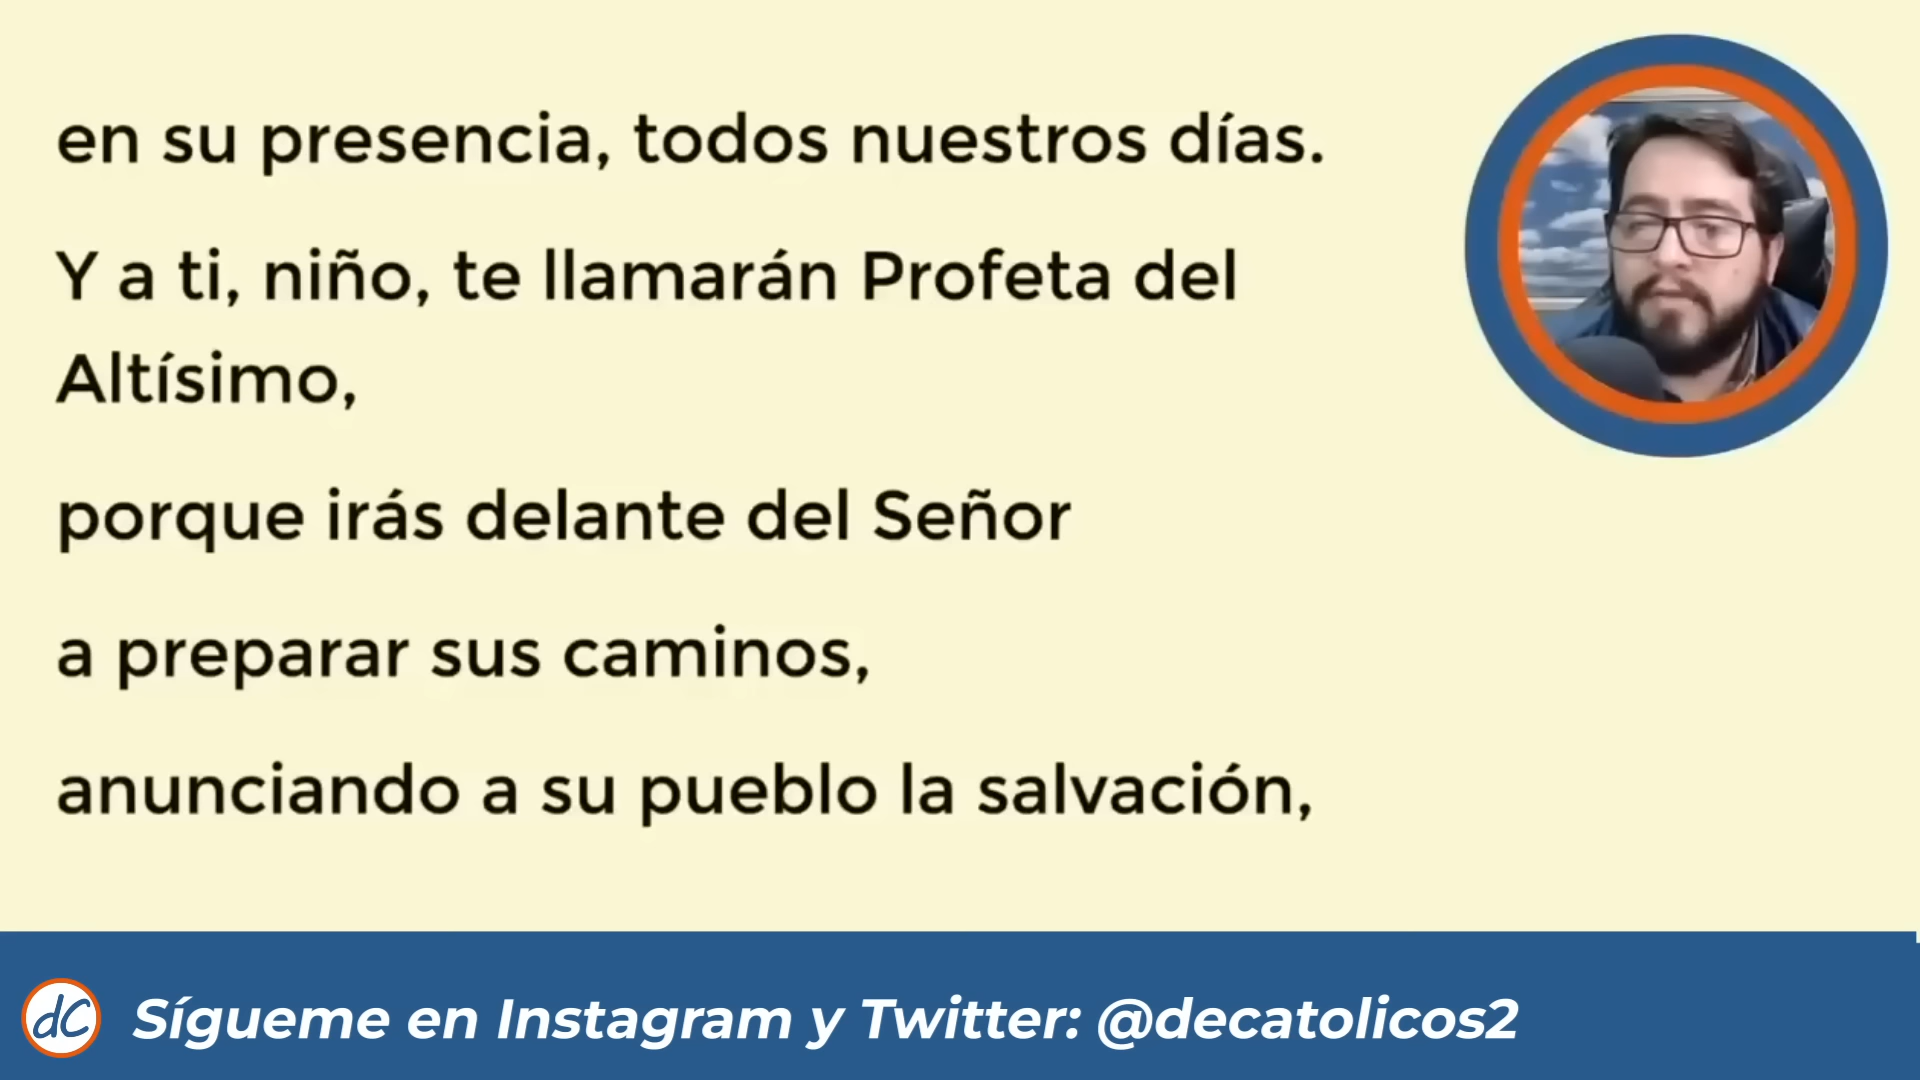 en su presencia, todos nuestros días.
Y a ti, niño, te llamarán Profeta del
Altísimo,
porque irás delante del Señor
a preparar sus caminos,
anunciando a su pueblo la salvación,
dC Sígueme en Instagram y Twitter: @decatolicos2